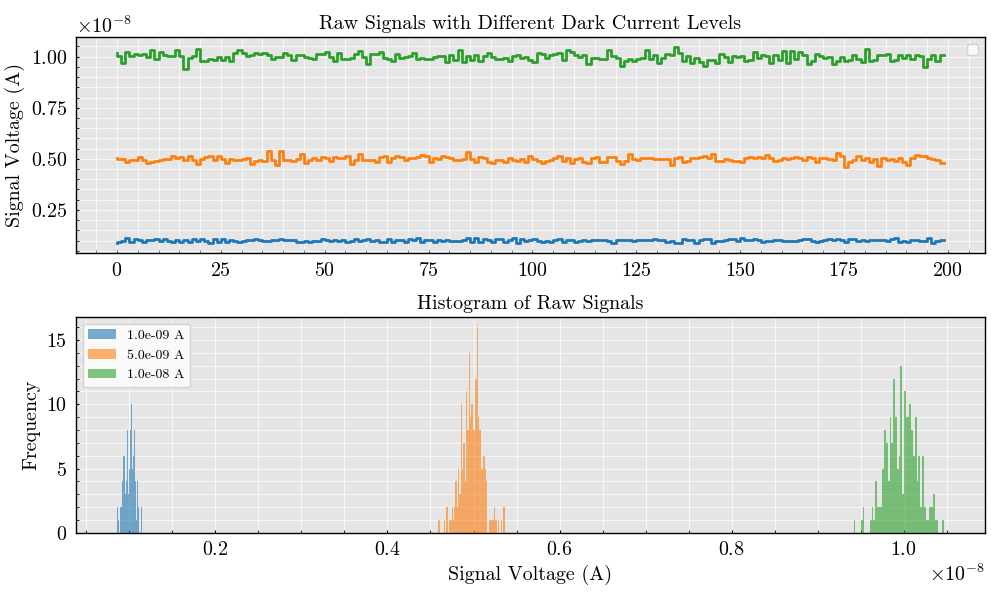 Raw Signals with Different Dark Current Levels
×10⁻⁸
Signal Voltage (A)
1.00
0.75
0.50
0.25
0 25 50 75 100 125 150 175 200
Histogram of Raw Signals
Frequency
15
10
5
0
1.0e-09 A
5.0e-09 A
1.0e-08 A
0.2 0.4 0.6 0.8 1.0
Signal Voltage (A)
×10⁻⁸